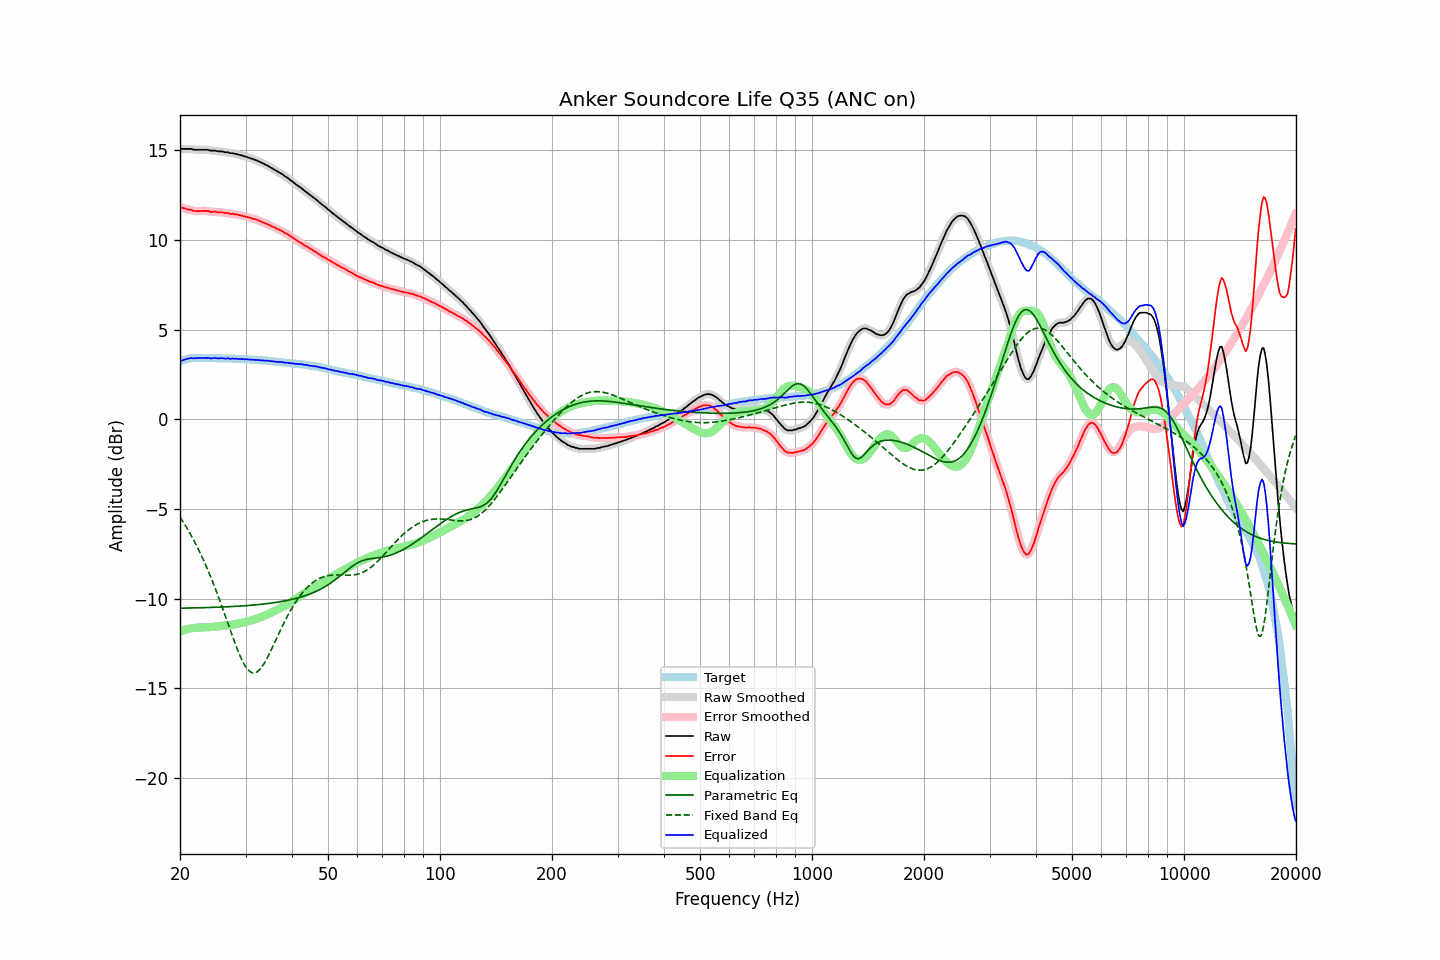 Anker Soundcore Life Q35 (ANC on)
15
10
5
0
−5
−10
−15
−20
Amplitude (dBr)
Target
Raw Smoothed
Error Smoothed
Raw
Error
Equalization
Parametric Eq
Fixed Band Eq
Equalized
20 50 100 200 500 1000 2000 5000 10000 20000
Frequency (Hz)